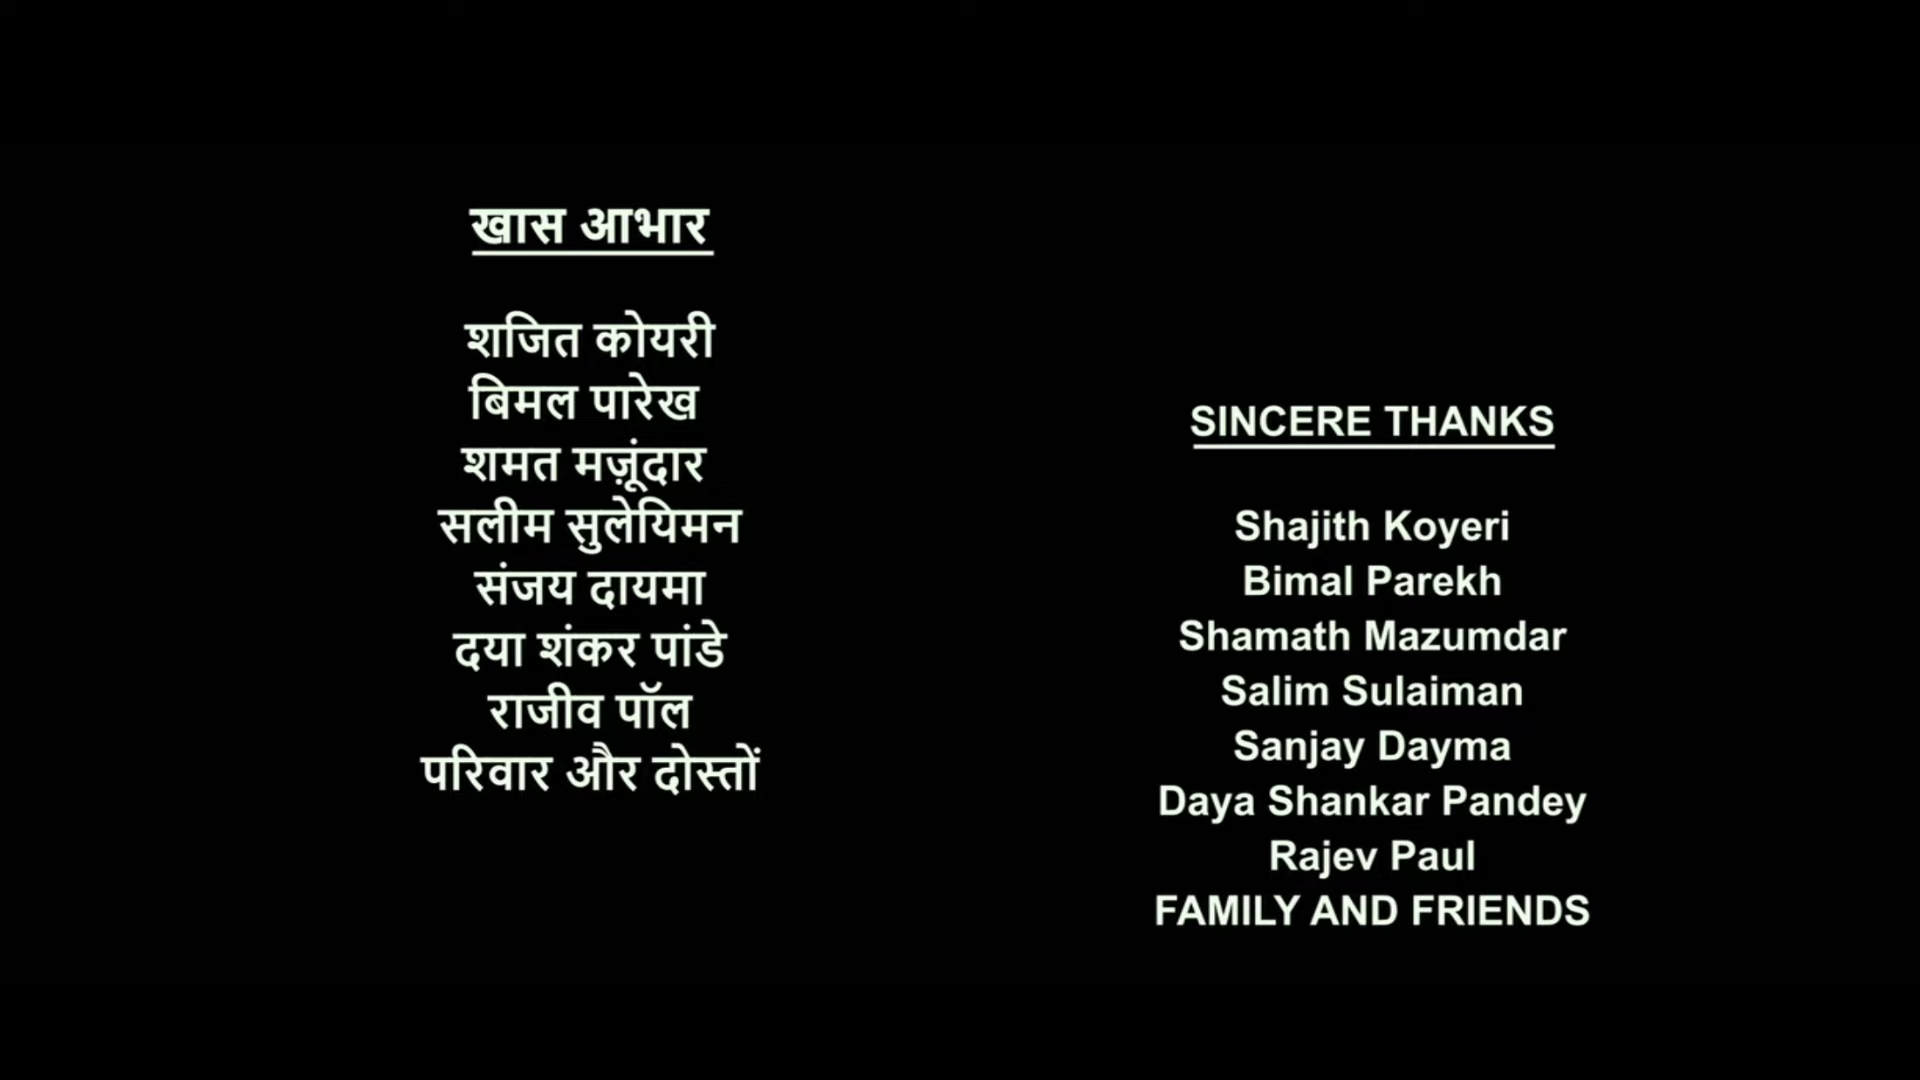 खास आभार
शजित कोयरी
बिमल पारेख
शमत मज़ूंदार
सलीम सुलेयिमन
संजय दायमा
दया शंकर पांडे
राजीव पॉल
परिवार और दोस्तों
SINCERE THANKS
Shajith Koyeri
Bimal Parekh
Shamath Mazumdar
Salim Sulaiman
Sanjay Dayma
Daya Shankar Pandey
Rajev Paul
FAMILY AND FRIENDS